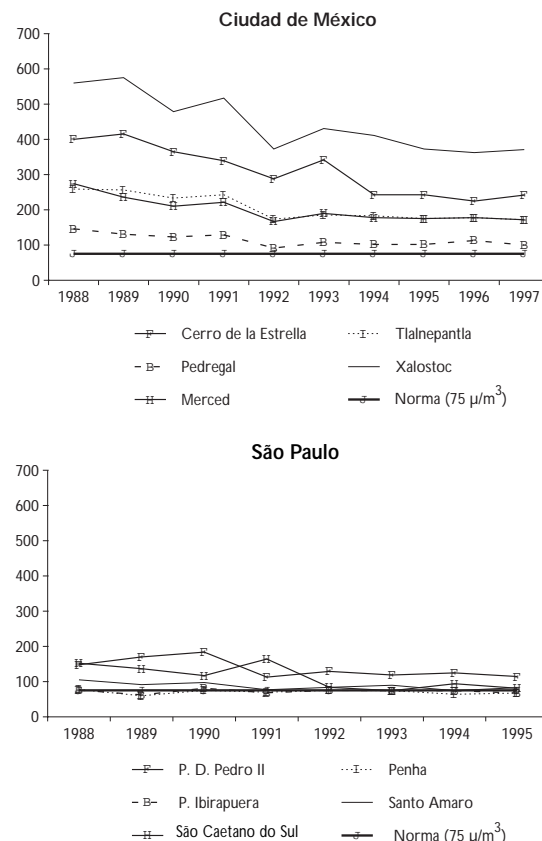 Ciudad de México
700
600
500
400
300
200
100
0
1988 1989 1990 1991 1992 1993 1994 1995 1996 1997
Cerro de la Estrella Tlalnepantla
Pedregal Xalostoc
Merced Norma (75 µ/m³)
São Paulo
700
600
500
400
300
200
100
0
1988 1989 1990 1991 1992 1993 1994 1995
P. D. Pedro II Penha
P. Ibirapuera Santo Amaro
São Caetano do Sul Norma (75 µ/m³)